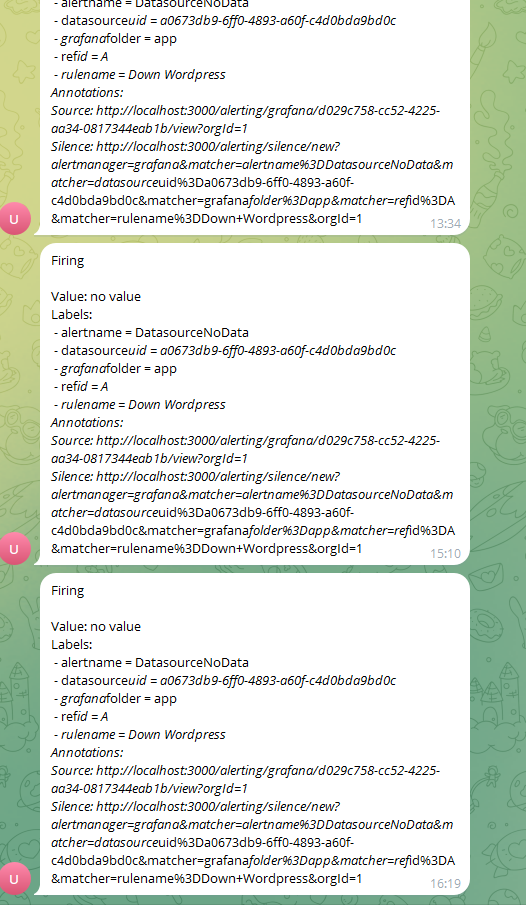 - alertname = DatasourceNoData
- datasourceuid = a0673db9-6ff0-4893-a60f-c4d0bda9bd0c
- grafanafolder = app
- refid = A
- rulename = Down Wordpress
Annotations:
Source: http://localhost:3000/alerting/grafana/d029c758-cc52-4225-
aa34-0817344eab1b/view?orgId=1
Silence: http://localhost:3000/alerting/silence/new?
alertmanager=grafana&matcher=alertname%3DDatasourceNoData&m
atcher=datasourceuid%3Da0673db9-6ff0-4893-a60f-
c4d0bda9bd0c&matcher=grafanafolder%3Dapp&matcher=refid%3DA
&matcher=rulename%3DDown+Wordpress&orgId=1
U
13:34
Firing
Value: no value
Labels:
- alertname = DatasourceNoData
- datasourceuid = a0673db9-6ff0-4893-a60f-c4d0bda9bd0c
- grafanafolder = app
- refid = A
- rulename = Down Wordpress
Annotations:
Source: http://localhost:3000/alerting/grafana/d029c758-cc52-4225-
aa34-0817344eab1b/view?orgId=1
Silence: http://localhost:3000/alerting/silence/new?
alertmanager=grafana&matcher=alertname%3DDatasourceNoData&m
atcher=datasourceuid%3Da0673db9-6ff0-4893-a60f-
c4d0bda9bd0c&matcher=grafanafolder%3Dapp&matcher=refid%3DA
&matcher=rulename%3DDown+Wordpress&orgId=1
U
15:10
Firing
Value: no value
Labels:
- alertname = DatasourceNoData
- datasourceuid = a0673db9-6ff0-4893-a60f-c4d0bda9bd0c
- grafanafolder = app
- refid = A
- rulename = Down Wordpress
Annotations:
Source: http://localhost:3000/alerting/grafana/d029c758-cc52-4225-
aa34-0817344eab1b/view?orgId=1
Silence: http://localhost:3000/alerting/silence/new?
alertmanager=grafana&matcher=alertname%3DDatasourceNoData&m
atcher=datasourceuid%3Da0673db9-6ff0-4893-a60f-
c4d0bda9bd0c&matcher=grafanafolder%3Dapp&matcher=refid%3DA
&matcher=rulename%3DDown+Wordpress&orgId=1
U
16:19